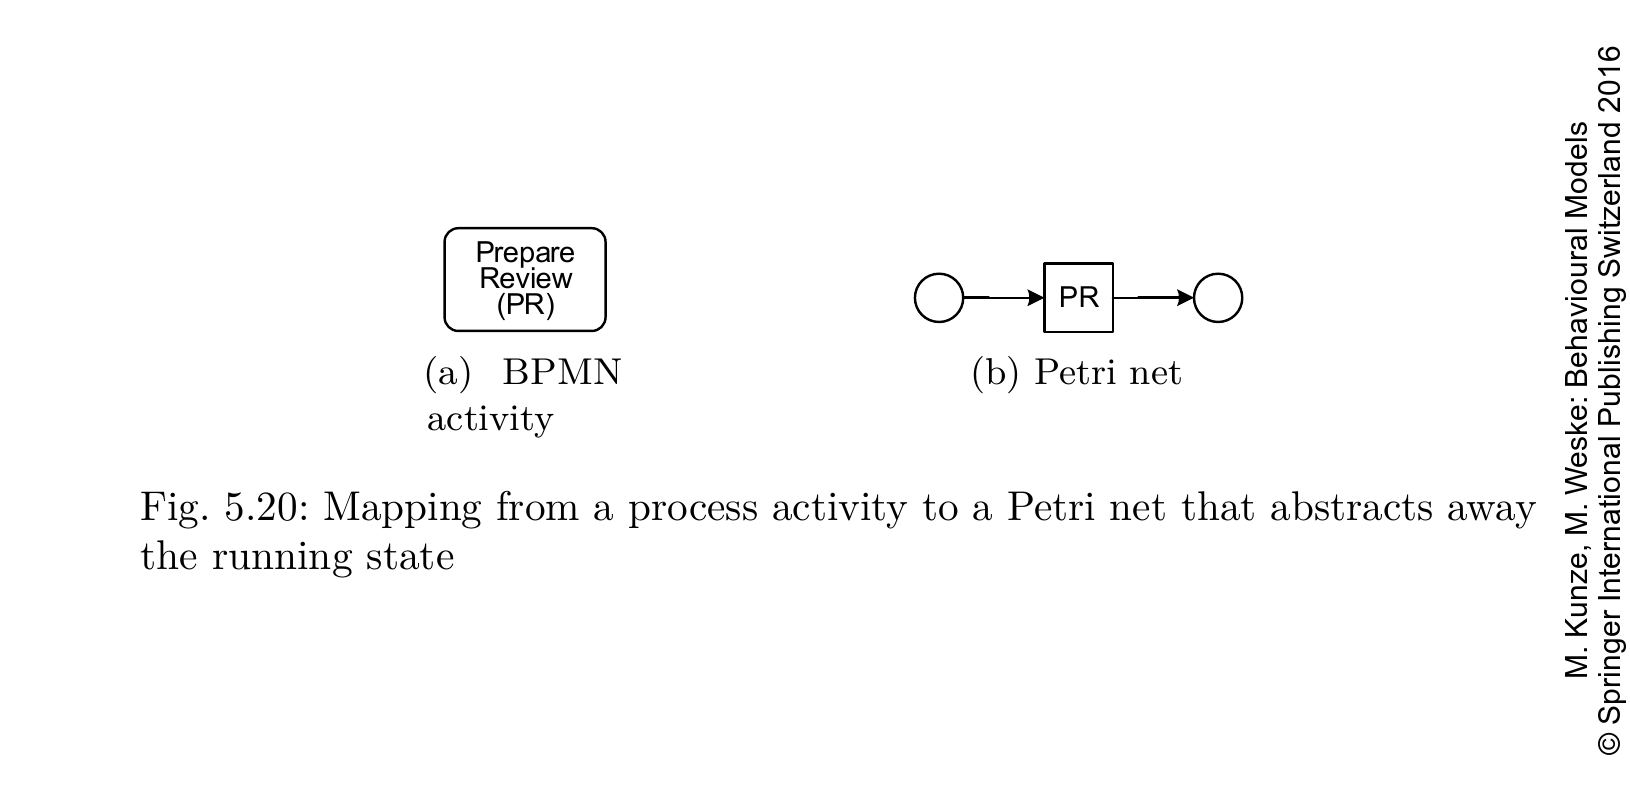 Prepare
Review
(PR)
(a) BPMN
activity
PR
(b) Petri net
Fig. 5.20: Mapping from a process activity to a Petri net that abstracts away
the running state
M. Kunze, M. Weske: Behavioural Models
© Springer International Publishing Switzerland 2016